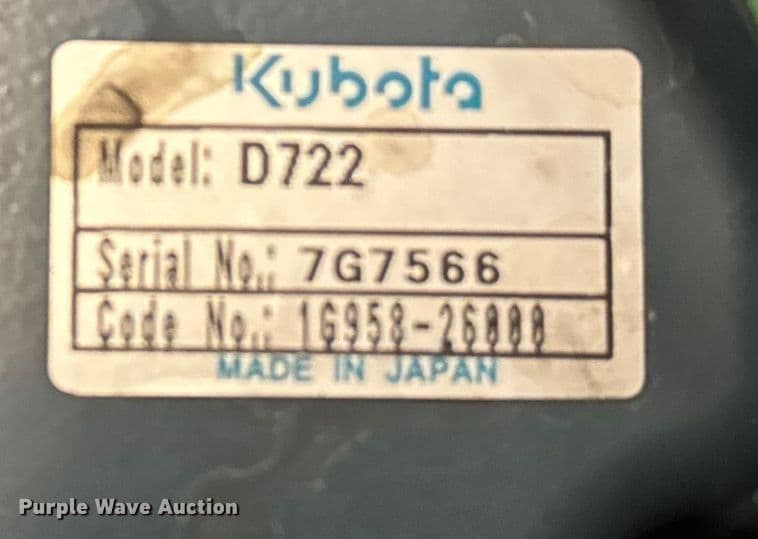 Kubota
Model: D722
Serial No.: 7G7566
Code No.: 1G958-26000
MADE IN JAPAN
Purple Wave Auction